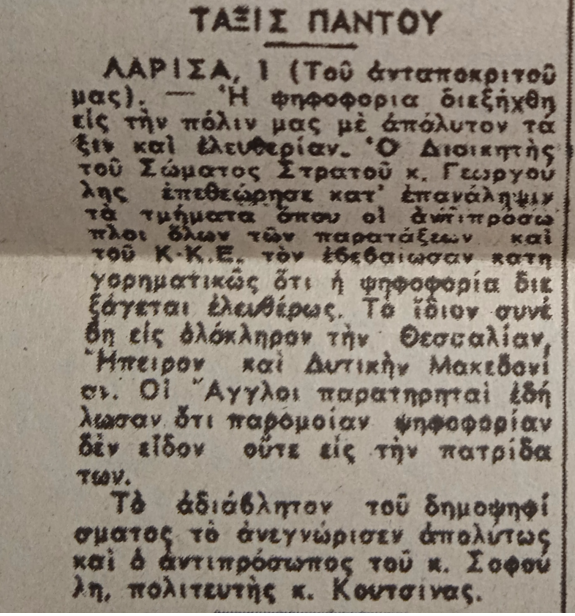 ΤΑΞΙΣ ΠΑΝΤΟΥ
ΛΑΡΙΣΑ, 1 (Τοῦ ἀνταποκριτοῦ
μας). — Ἡ ψηφοφορια διεξήχθη
εἰς τὴν πόλιν μας μὲ ἀπόλυτον τά
ξιν καὶ ἐλευθερίαν. Ὁ Διοικητὴς
τοῦ Σώματος Στρατοῦ κ. Γεωργού
λης ἐπεθεώρησε κατ' ἐπανάληψιν
τὰ τμήματα ὅπου οἱ ἀντιπρόσω
ποι ὅλων τῶν παρατάξεων καὶ
τοῦ Κ.Κ.Ε. τὸν ἐβεβαίωσαν κατη
γορηματικῶς ὅτι ἡ ψηφοφορία διε
ξάγεται ἐλευθέρως. Τὸ ἴδιον συνέ
βη εἰς ὁλόκληρον τὴν Θεσσαλίαν,
Ἤπειρον καὶ Δυτικὴν Μακεδονί
αν. Οἱ Ἄγγλοι παρατηρηταὶ ἐδή
λωσαν ὅτι παρομοίαν ψηφοφορίαν
δὲν εἶδον οὔτε εἰς τὴν πατρίδα
των.
Τὸ ἀδιάβλητον τοῦ δημοψηφί
σματος τὸ ἀνεγνώρισεν ἀπολύτως
καὶ ὁ ἀντιπρόσωπος τοῦ κ. Σοφού
λη, πολιτευτὴς κ. Κουτσίνας.